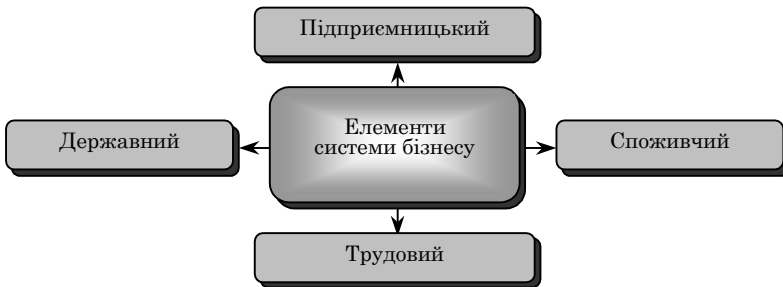 Підприємницький
Державний
Елементи
системи бізнесу
Споживчий
Трудовий